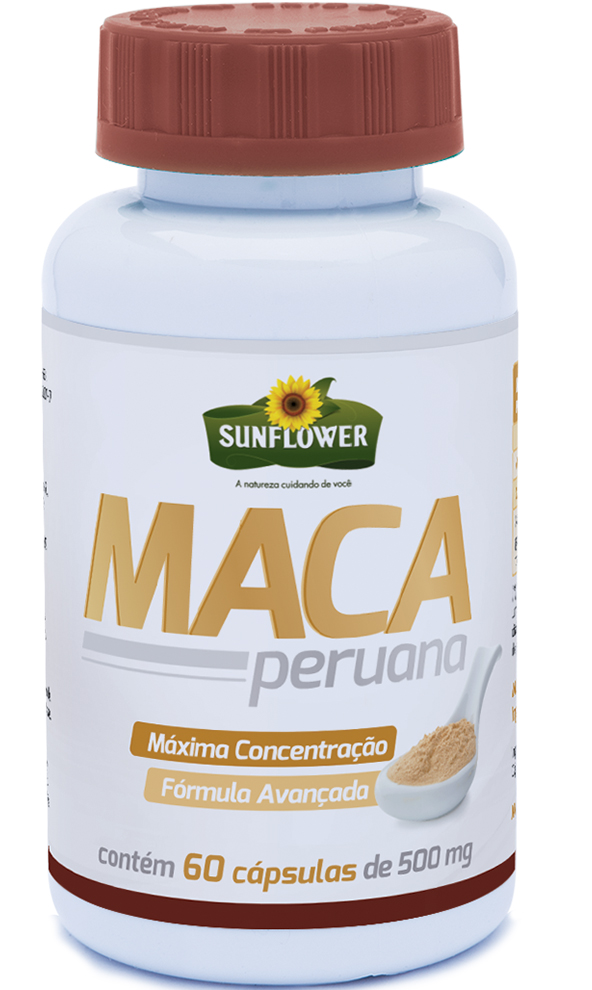 SUNFLOWER
A natureza cuidando de você
MACA
peruana
Máxima Concentração
Fórmula Avançada
contém 60 cápsulas de 500 mg